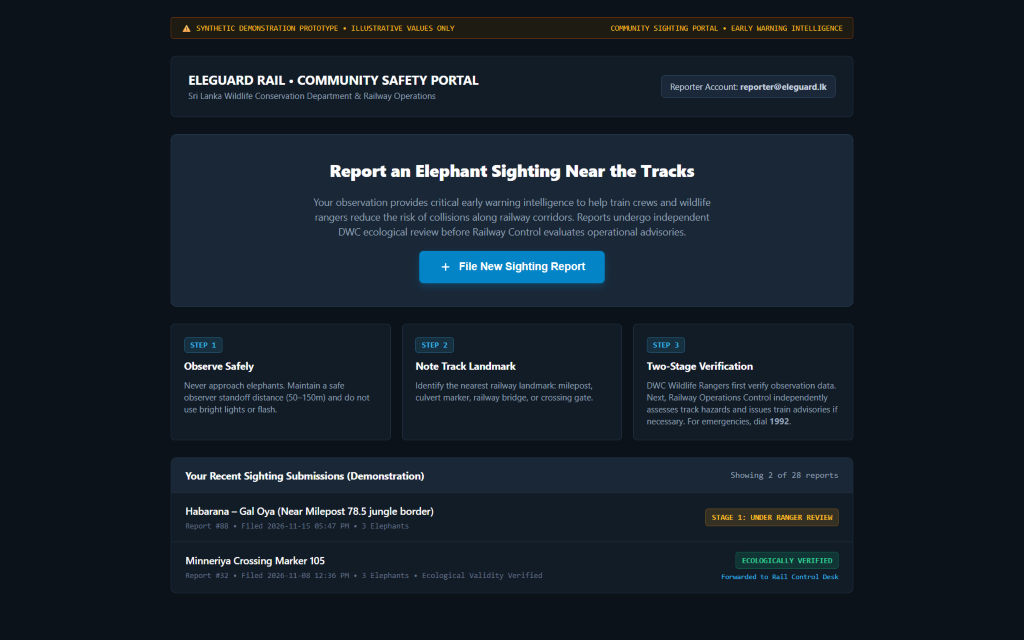 ⚠ SYNTHETIC DEMONSTRATION PROTOTYPE • ILLUSTRATIVE VALUES ONLY
COMMUNITY SIGHTING PORTAL • EARLY WARNING INTELLIGENCE
ELEGUARD RAIL • COMMUNITY SAFETY PORTAL
Sri Lanka Wildlife Conservation Department & Railway Operations
Reporter Account: reporter@eleguard.lk
Report an Elephant Sighting Near the Tracks
Your observation provides critical early warning intelligence to help train crews and wildlife
rangers reduce the risk of collisions along railway corridors. Reports undergo independent
DWC ecological review before Railway Control evaluates operational advisories.
+ File New Sighting Report
STEP 1
Observe Safely
Never approach elephants. Maintain a safe
observer standoff distance (50–150m) and do not
use bright lights or flash.
STEP 2
Note Track Landmark
Identify the nearest railway landmark: milepost,
culvert marker, railway bridge, or crossing gate.
STEP 3
Two-Stage Verification
DWC Wildlife Rangers first verify observation data.
Next, Railway Operations Control independently
assesses track hazards and issues train advisories if
necessary. For emergencies, dial 1992.
Your Recent Sighting Submissions (Demonstration)
Showing 2 of 28 reports
Habarana – Gal Oya (Near Milepost 78.5 jungle border)
Report #88 • Filed 2026-11-15 05:47 PM • 3 Elephants
STAGE 1: UNDER RANGER REVIEW
Minneriya Crossing Marker 105
Report #32 • Filed 2026-11-08 12:36 PM • 3 Elephants • Ecological Validity Verified
ECOLOGICALLY VERIFIED
Forwarded to Rail Control Desk